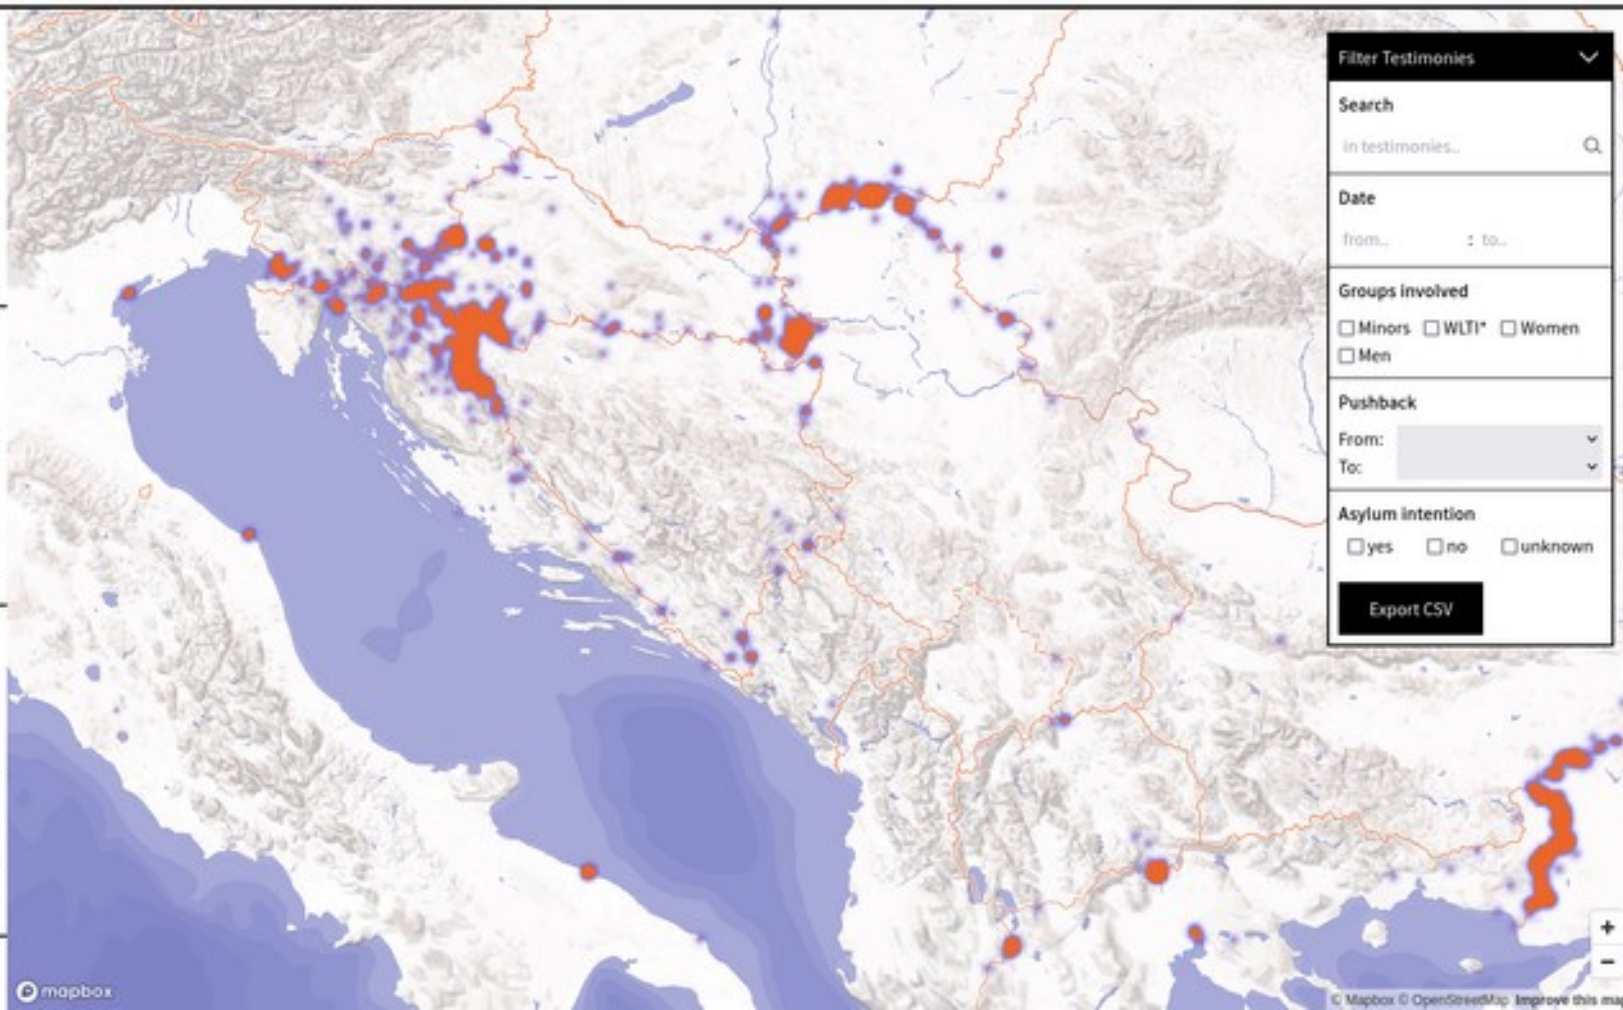 Filter Testimonies
Search
in testimonies..
Date
from.. : to..
Groups involved
Minors WLTI* Women
Men
Pushback
From:
To:
Asylum intention
yes no unknown
Export CSV
+
−
mapbox
© Mapbox © OpenStreetMap Improve this map